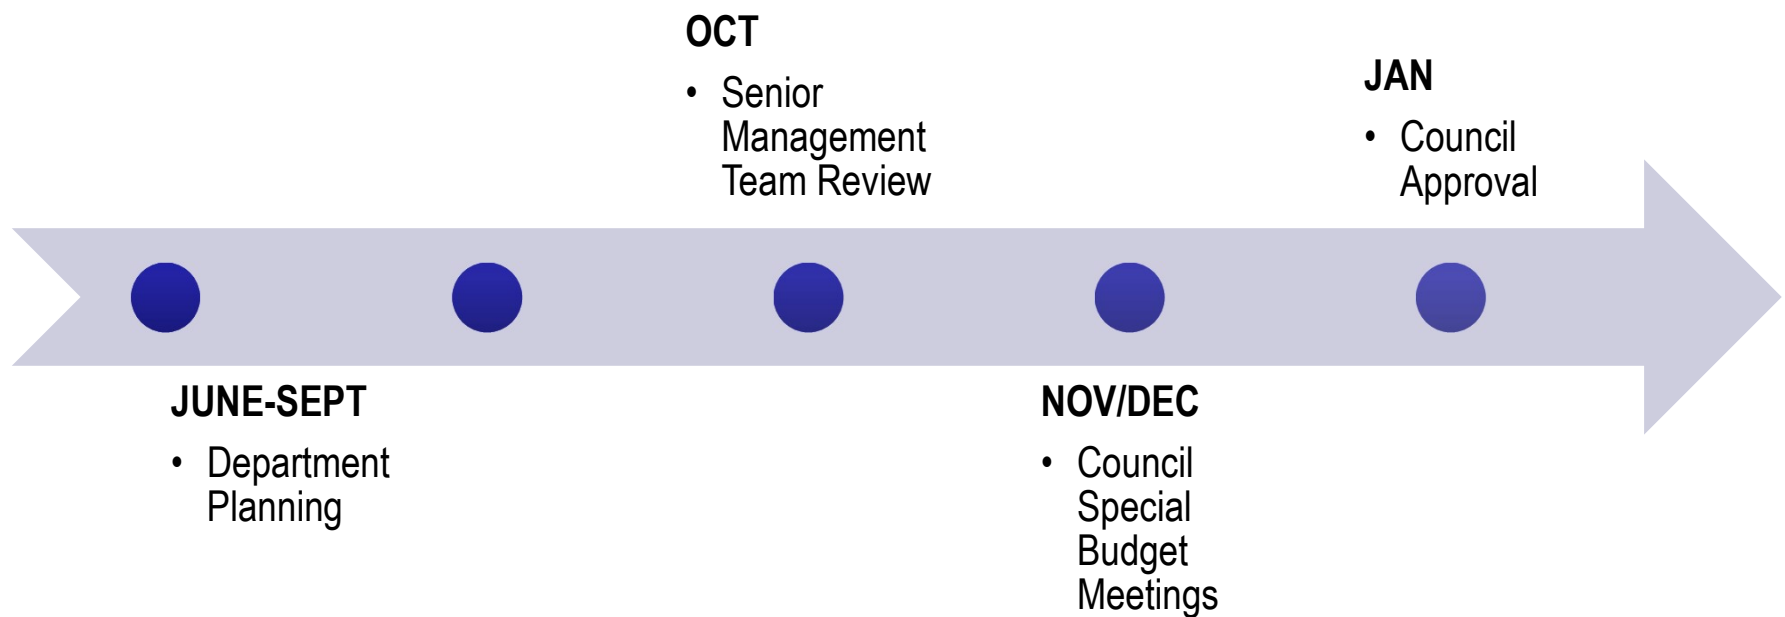 OCT
• Senior
Management
Team Review
JAN
• Council
Approval
JUNE-SEPT
• Department
Planning
NOV/DEC
• Council
Special
Budget
Meetings